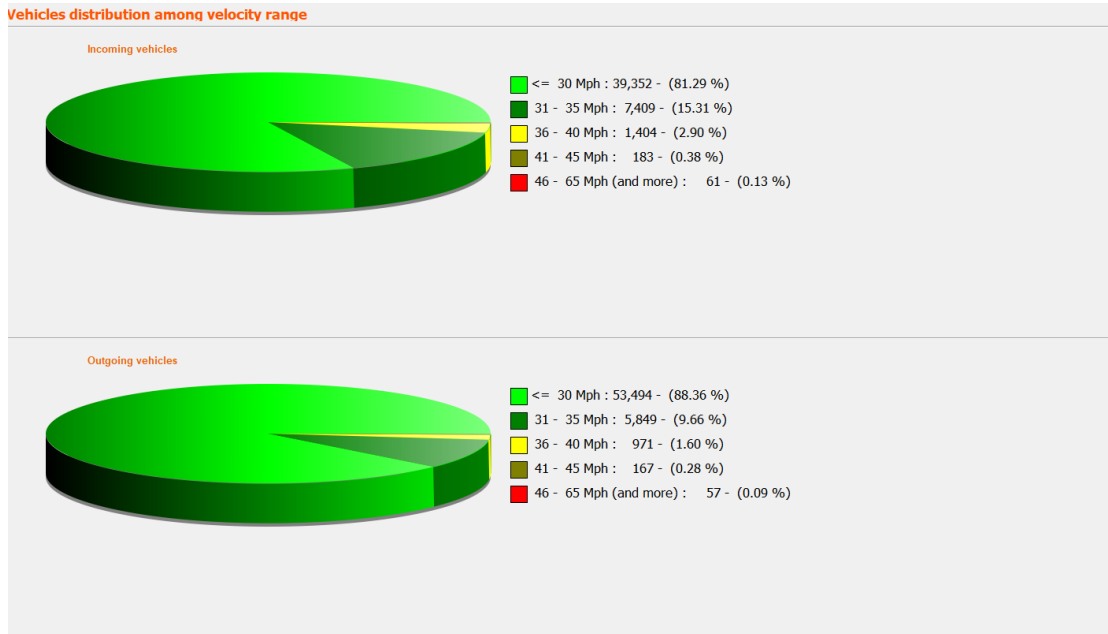 Vehicles distribution among velocity range
Incoming vehicles
<= 30 Mph : 39,352 - (81.29 %)
31 - 35 Mph : 7,409 - (15.31 %)
36 - 40 Mph : 1,404 - (2.90 %)
41 - 45 Mph : 183 - (0.38 %)
46 - 65 Mph (and more) : 61 - (0.13 %)
Outgoing vehicles
<= 30 Mph : 53,494 - (88.36 %)
31 - 35 Mph : 5,849 - (9.66 %)
36 - 40 Mph : 971 - (1.60 %)
41 - 45 Mph : 167 - (0.28 %)
46 - 65 Mph (and more) : 57 - (0.09 %)